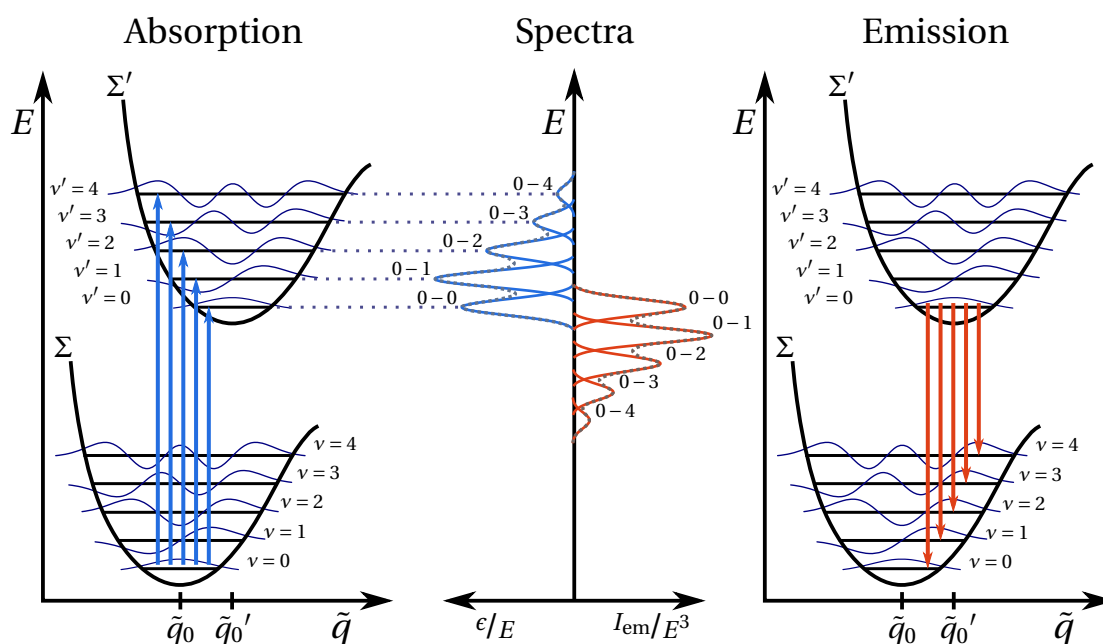 Absorption
Spectra
Emission
Σ′
E
ν′ = 4
ν′ = 3
ν′ = 2
ν′ = 1
ν′ = 0
Σ
ν = 4
ν = 3
ν = 2
ν = 1
ν = 0
q̃₀
q̃₀′
q̃
E
0 – 4
0 – 3
0 – 2
0 – 1
0 – 0
0 – 0
0 – 1
0 – 2
0 – 3
0 – 4
ϵ/E
I_em/E³
Σ′
E
ν′ = 4
ν′ = 3
ν′ = 2
ν′ = 1
ν′ = 0
Σ
ν = 4
ν = 3
ν = 2
ν = 1
ν = 0
q̃₀
q̃₀′
q̃